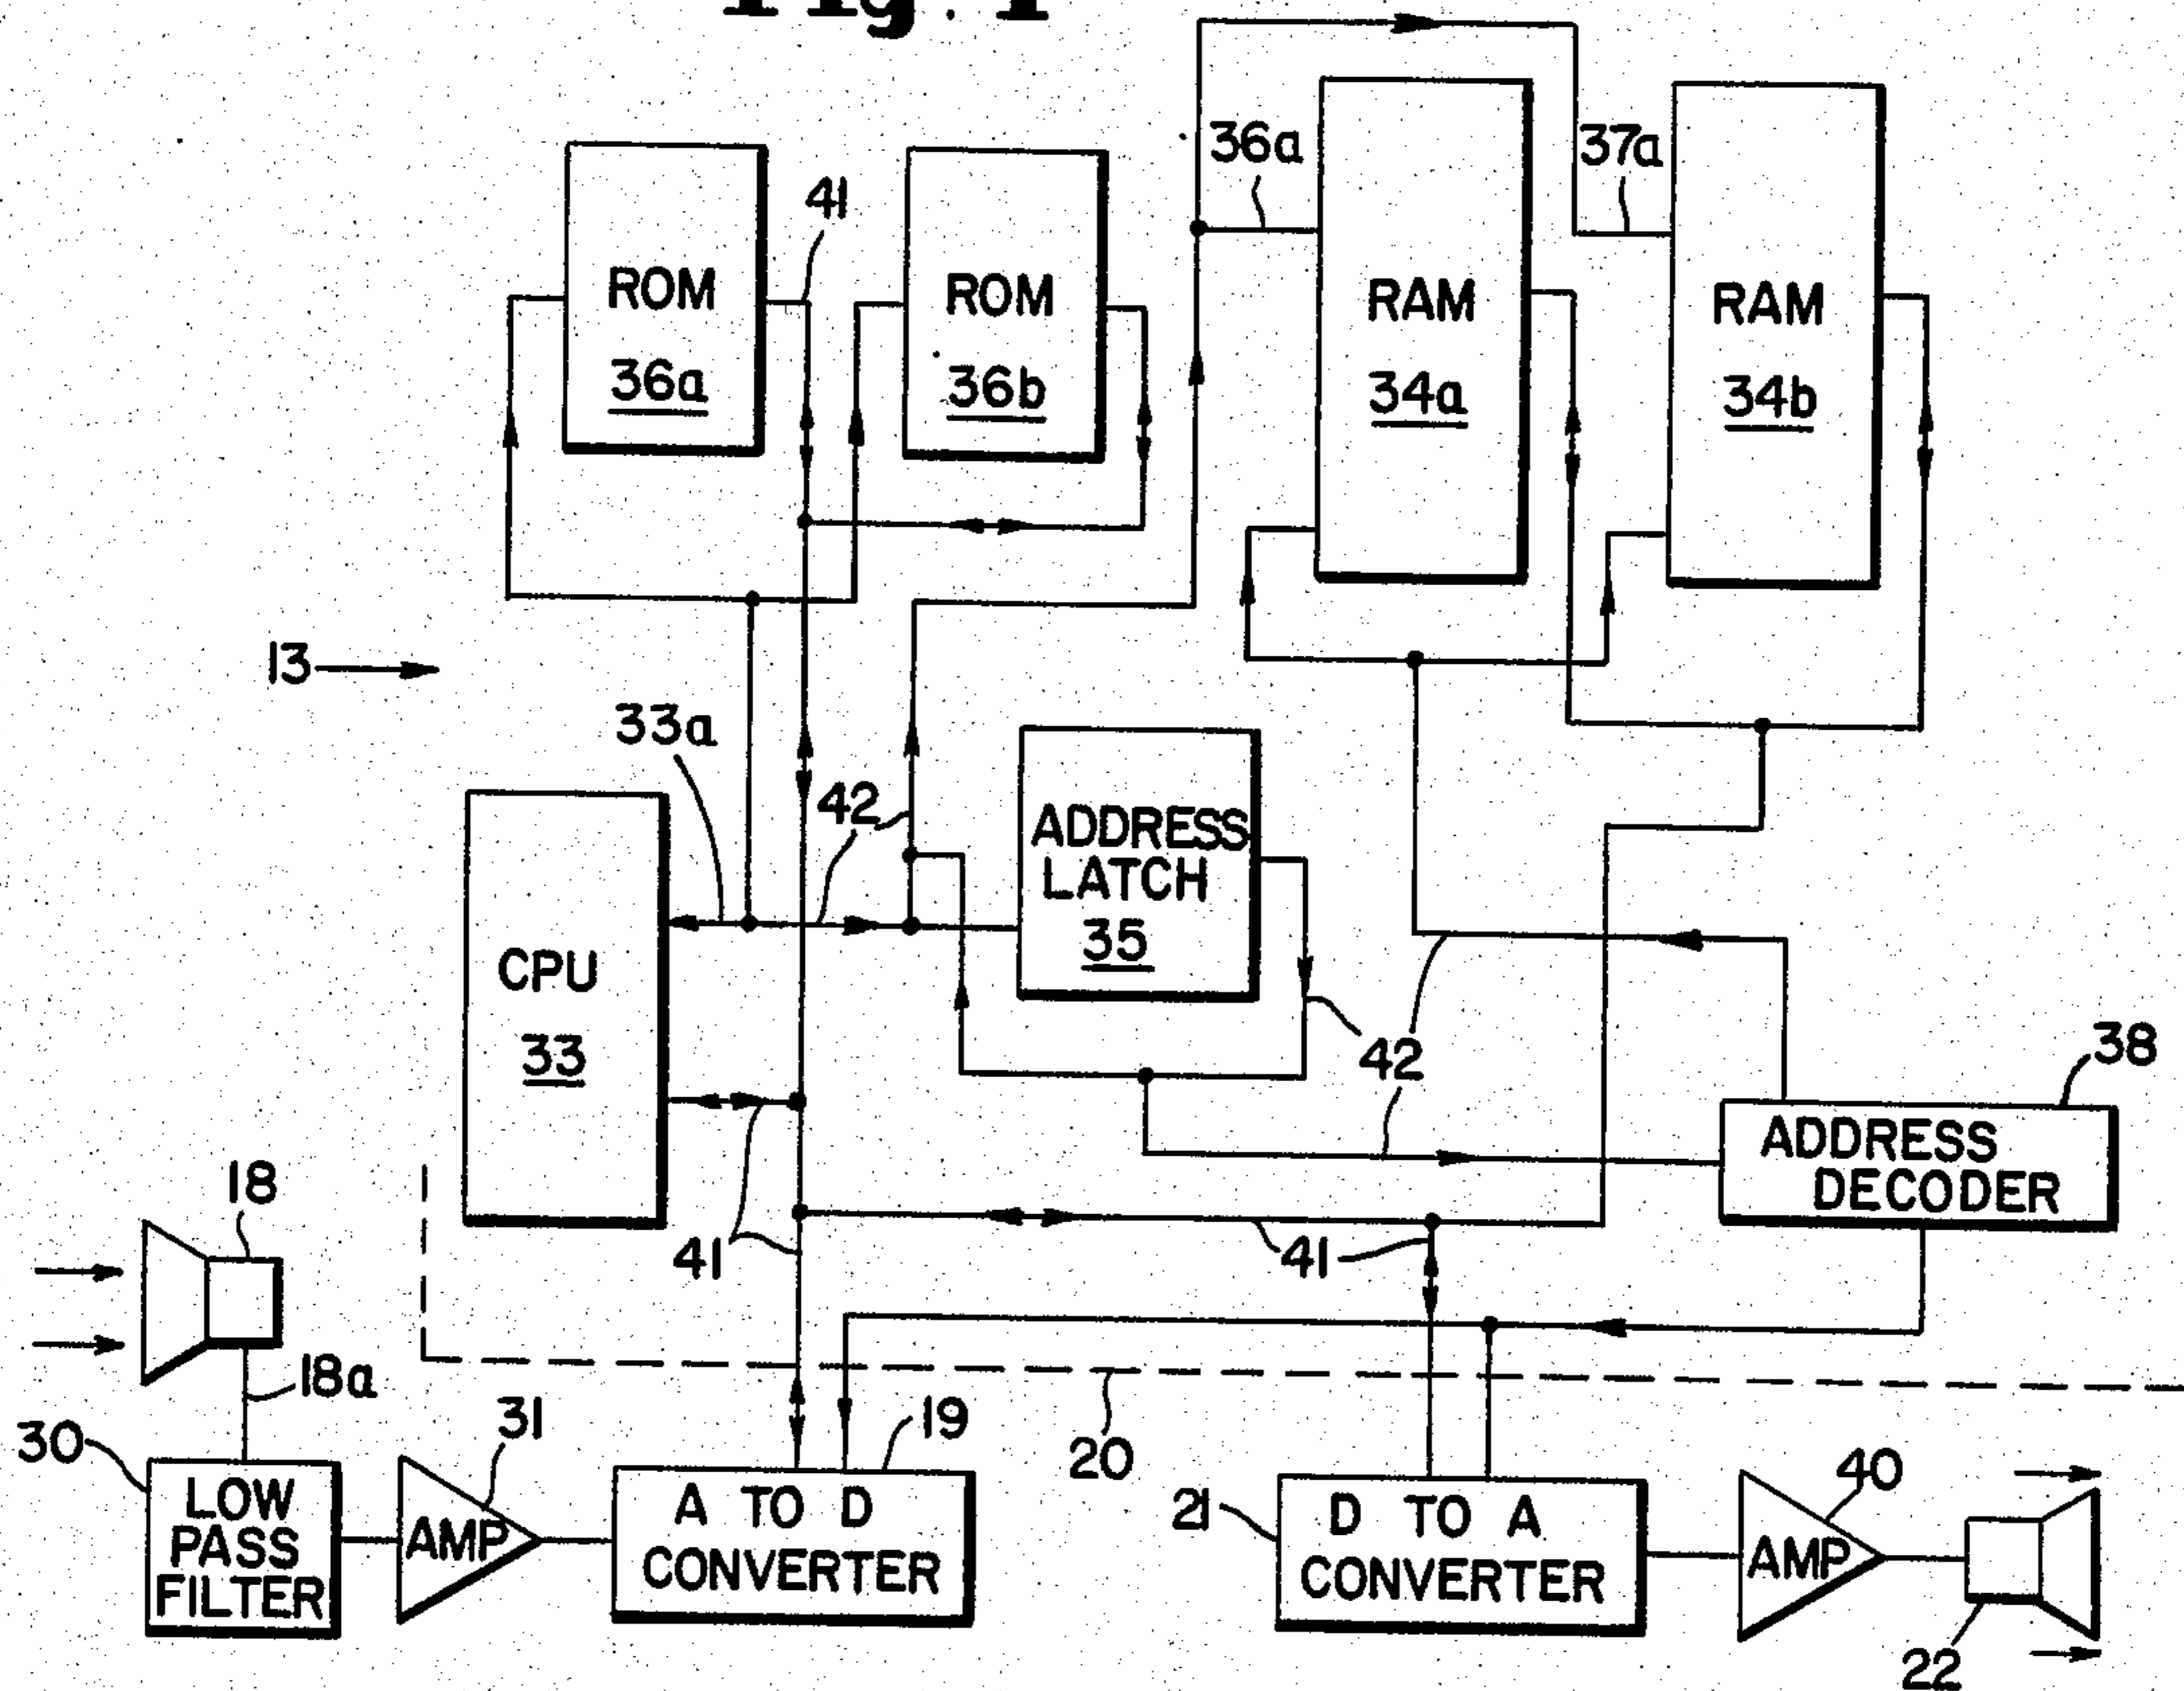 Fig. 1
36a
37a
41
ROM
36a
ROM
36b
RAM
34a
RAM
34b
13
33a
42
ADDRESS
LATCH
35
CPU
33
42
38
ADDRESS
DECODER
18
41
41
18a
30
31
19
20
21
40
LOW
PASS
FILTER
AMP
A TO D
CONVERTER
D TO A
CONVERTER
AMP
22